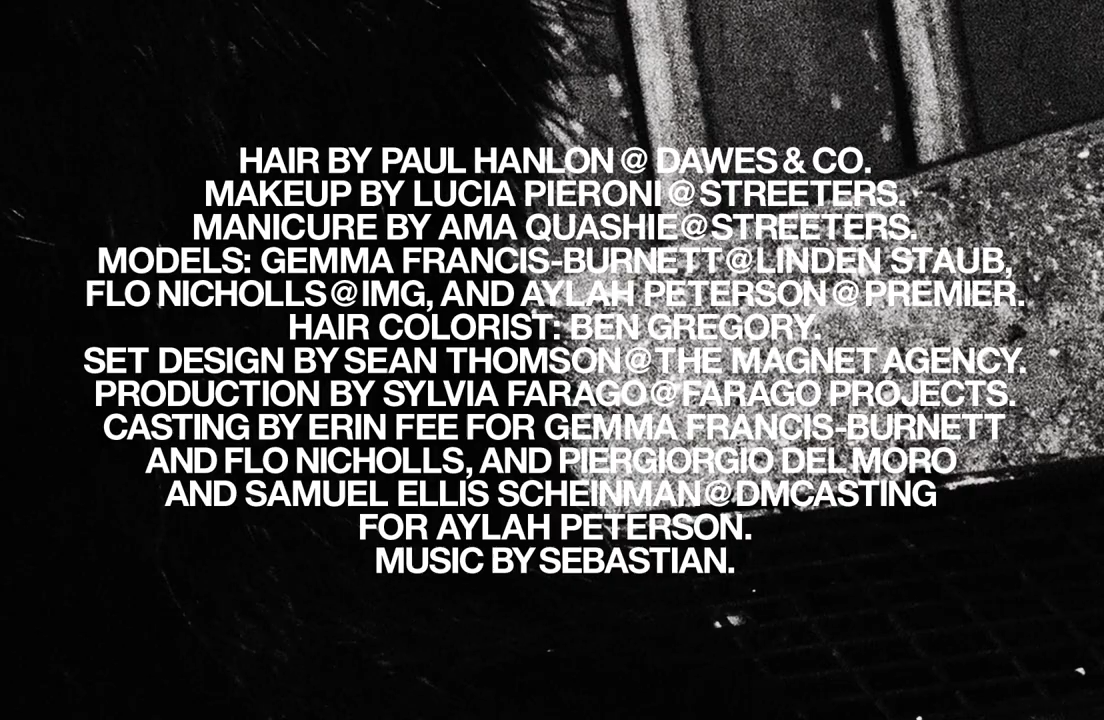 HAIR BY PAUL HANLON @ DAWES & CO.
MAKEUP BY LUCIA PIERONI @ STREETERS.
MANICURE BY AMA QUASHIE @ STREETERS.
MODELS: GEMMA FRANCIS-BURNETT @ LINDEN STAUB,
FLO NICHOLLS @ IMG, AND AYLAH PETERSON @ PREMIER.
HAIR COLORIST: BEN GREGORY.
SET DESIGN BY SEAN THOMSON @ THE MAGNET AGENCY.
PRODUCTION BY SYLVIA FARAGO @ FARAGO PROJECTS.
CASTING BY ERIN FEE FOR GEMMA FRANCIS-BURNETT
AND FLO NICHOLLS, AND PIERGIORGIO DEL MORO
AND SAMUEL ELLIS SCHEINMAN @ DMCASTING
FOR AYLAH PETERSON.
MUSIC BY SEBASTIAN.